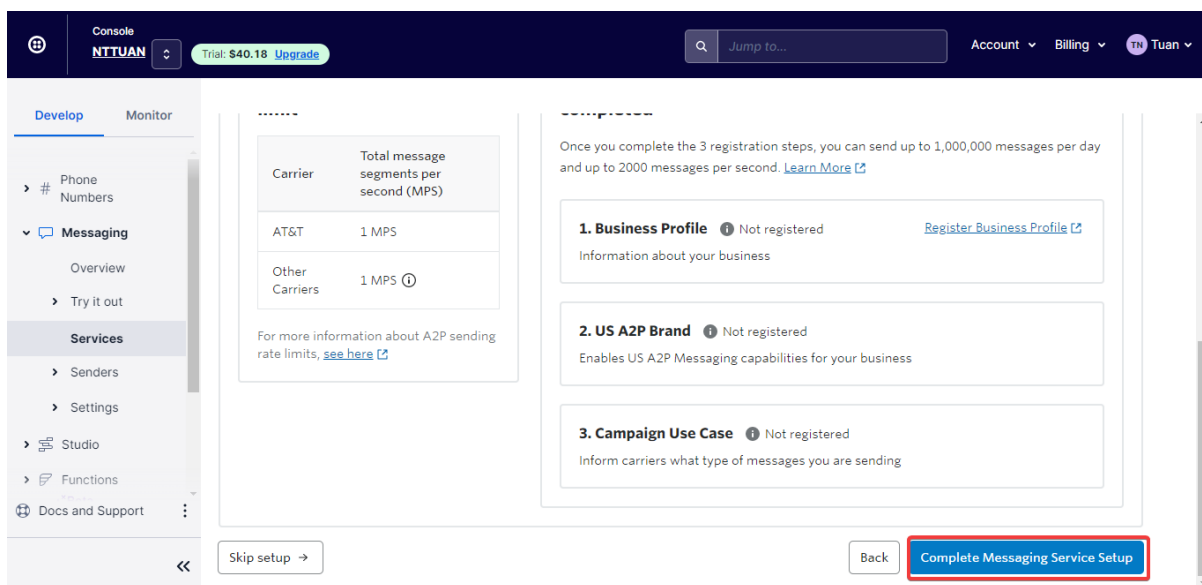 Console
NTTUAN
Trial: $40.18 Upgrade
Jump to...
Account
Billing
TN Tuan
Develop
Monitor
# Phone
Numbers
Messaging
Overview
Try it out
Services
Senders
Settings
Studio
Functions
Docs and Support
limit
Carrier
Total message
segments per
second (MPS)
AT&T
1 MPS
Other
Carriers
1 MPS
For more information about A2P sending
rate limits, see here
completed
Once you complete the 3 registration steps, you can send up to 1,000,000 messages per day
and up to 2000 messages per second. Learn More
1. Business Profile Not registered
Register Business Profile
Information about your business
2. US A2P Brand Not registered
Enables US A2P Messaging capabilities for your business
3. Campaign Use Case Not registered
Inform carriers what type of messages you are sending
Skip setup →
Back
Complete Messaging Service Setup